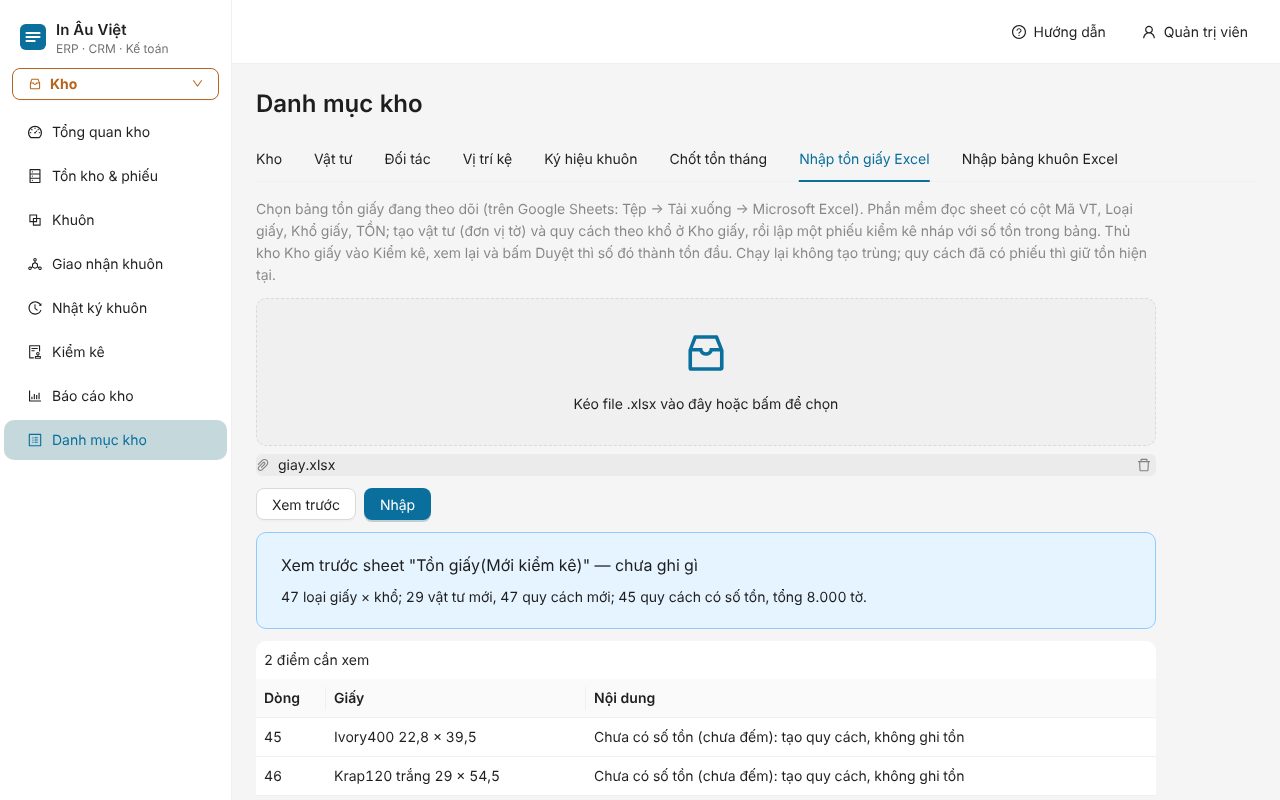 In Âu Việt
ERP · CRM · Kế toán
Kho
Tổng quan kho
Tồn kho & phiếu
Khuôn
Giao nhận khuôn
Nhật ký khuôn
Kiểm kê
Báo cáo kho
Danh mục kho
Hướng dẫn
Quản trị viên
Danh mục kho
Kho
Vật tư
Đối tác
Vị trí kệ
Ký hiệu khuôn
Chốt tồn tháng
Nhập tồn giấy Excel
Nhập bảng khuôn Excel
Chọn bảng tồn giấy đang theo dõi (trên Google Sheets: Tệp → Tải xuống → Microsoft Excel). Phần mềm đọc sheet có cột Mã VT, Loại
giấy, Khổ giấy, TỒN; tạo vật tư (đơn vị tờ) và quy cách theo khổ ở Kho giấy, rồi lập một phiếu kiểm kê nháp với số tồn trong bảng. Thủ
kho Kho giấy vào Kiểm kê, xem lại và bấm Duyệt thì số đó thành tồn đầu. Chạy lại không tạo trùng; quy cách đã có phiếu thì giữ tồn hiện
tại.
Kéo file .xlsx vào đây hoặc bấm để chọn
giay.xlsx
Xem trước
Nhập
Xem trước sheet "Tồn giấy(Mới kiểm kê)" — chưa ghi gì
47 loại giấy × khổ; 29 vật tư mới, 47 quy cách mới; 45 quy cách có số tồn, tổng 8.000 tờ.
2 điểm cần xem
Dòng
Giấy
Nội dung
45
Ivory400 22,8 × 39,5
Chưa có số tồn (chưa đếm): tạo quy cách, không ghi tồn
46
Krap120 trắng 29 × 54,5
Chưa có số tồn (chưa đếm): tạo quy cách, không ghi tồn